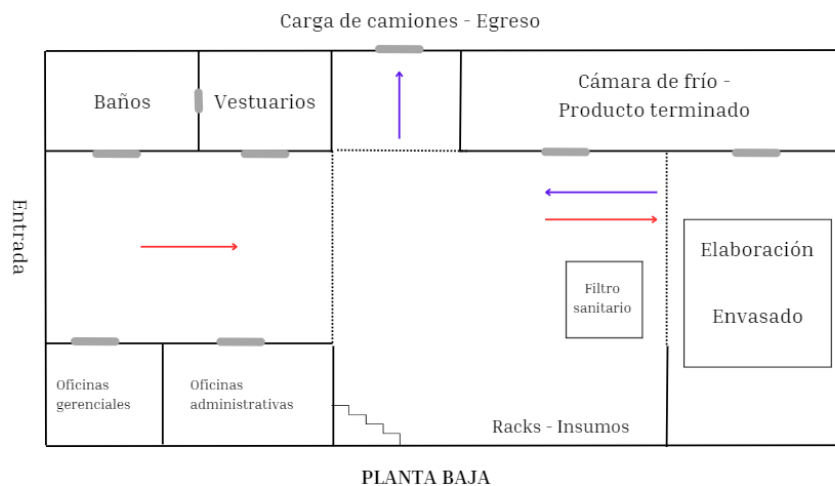 Carga de camiones - Egreso
Baños
Vestuarios
Cámara de frío -
Producto terminado
Entrada
Elaboración
Envasado
Filtro
sanitario
Oficinas
gerenciales
Oficinas
administrativas
Racks - Insumos
PLANTA BAJA